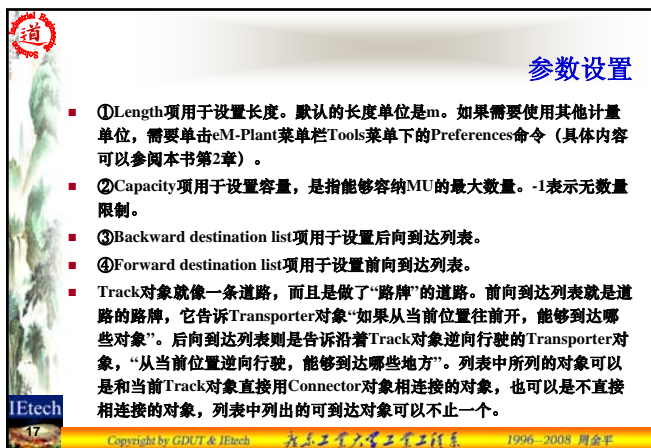 Industrial Engineering
道
Solution
参数设置
①Length项用于设置长度。默认的长度单位是m。如果需要使用其他计量
单位，需要单击eM-Plant菜单栏Tools菜单下的Preferences命令（具体内容
可以参阅本书第2章）。
②Capacity项用于设置容量，是指能够容纳MU的最大数量。-1表示无数量
限制。
③Backward destination list项用于设置后向到达列表。
④Forward destination list项用于设置前向到达列表。
Track对象就像一条道路，而且是做了“路牌”的道路。前向到达列表就是道
路的路牌，它告诉Transporter对象“如果从当前位置往前开，能够到达哪
些对象”。后向到达列表则是告诉沿着Track对象逆向行驶的Transporter对
象，“从当前位置逆向行驶，能够到达哪些地方”。列表中所列的对象可以
是和当前Track对象直接用Connector对象相连接的对象，也可以是不直接
相连接的对象，列表中列出的可到达对象可以不止一个。
IEtech
17
Copyright by GDUT & IEtech 广东工业大学工业工程系 1996--2008 周金平